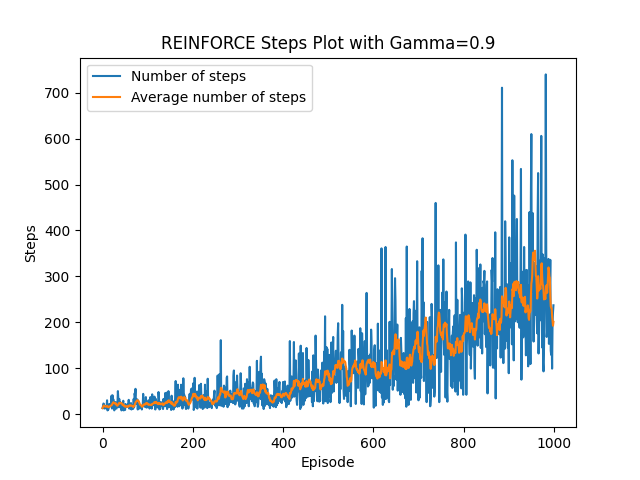 REINFORCE Steps Plot with Gamma=0.9
Number of steps
Average number of steps
700
600
500
400
300
200
100
0
Steps
0 200 400 600 800 1000
Episode